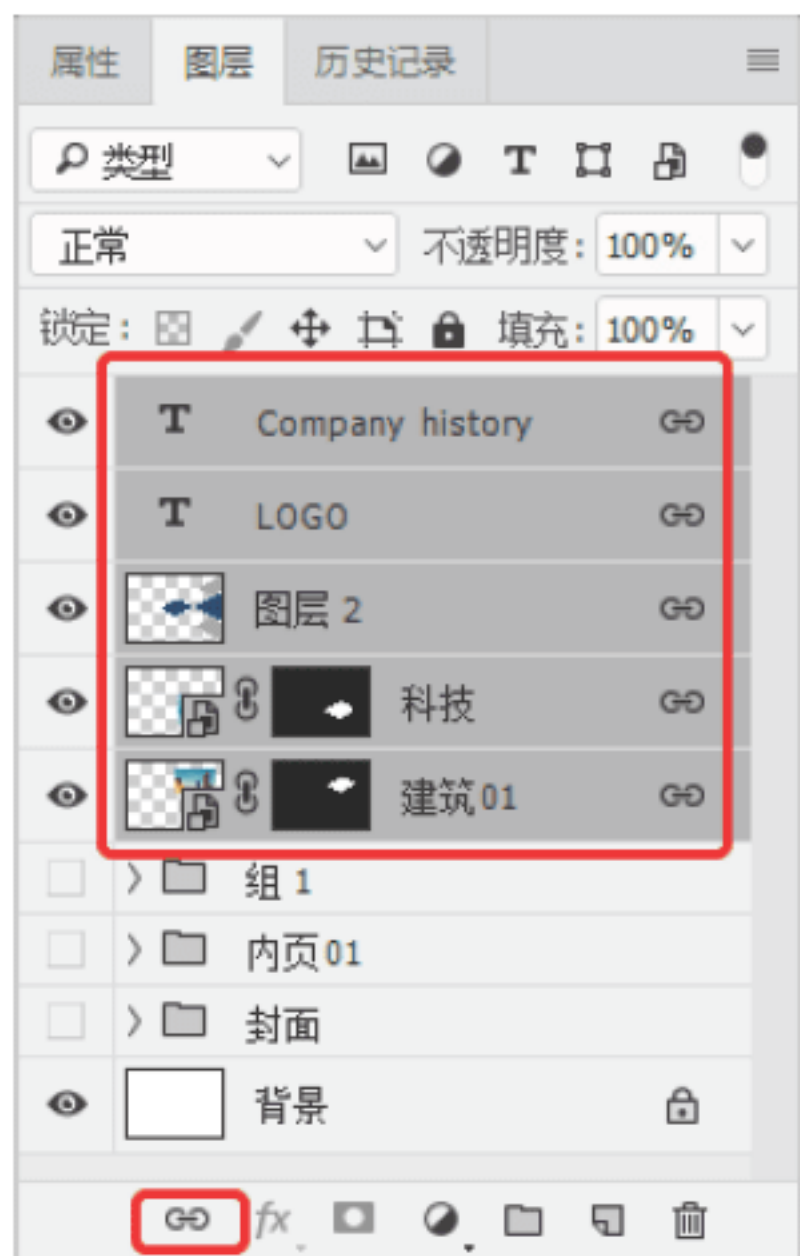 属性 图层 历史记录
类型 T
正常 不透明度: 100%
锁定: 填充: 100%
T Company history
T LOGO
图层 2
科技
建筑01
组 1
内页01
封面
背景
fx